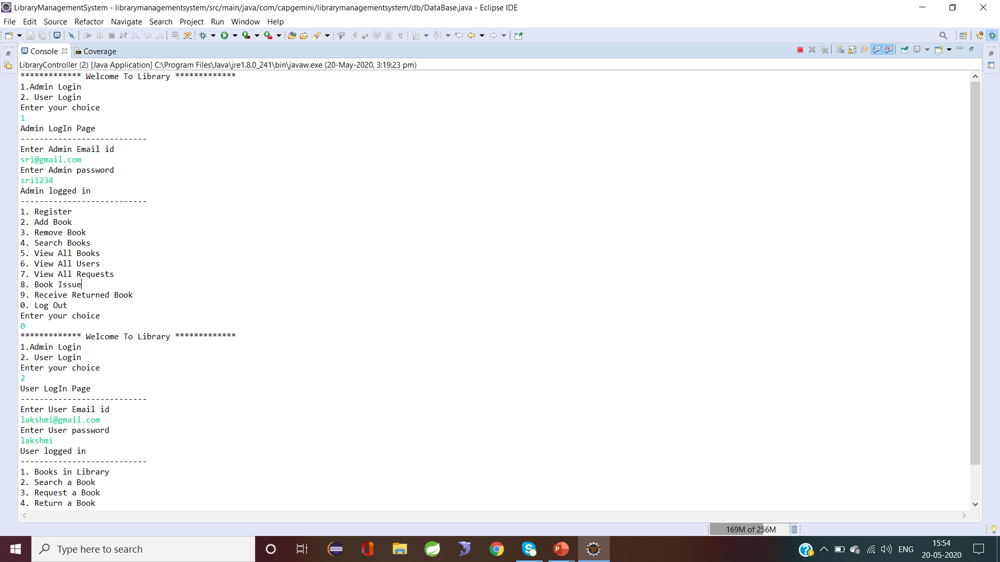 LibraryManagementSystem - librarymanagementsystem/src/main/java/com/capgemini/librarymanagementsystem/db/DataBase.java - Eclipse IDE
File Edit Source Refactor Navigate Search Project Run Window Help
Console Coverage
LibraryController (2) [Java Application] C:\Program Files\Java\jre1.8.0_241\bin\javaw.exe (20-May-2020, 3:19:23 pm)
************* Welcome To Library *************
1.Admin Login
2. User Login
Enter your choice
1
Admin LogIn Page
---------------------------
Enter Admin Email id
sri@gmail.com
Enter Admin password
sri1234
Admin logged in
---------------------------
1. Register
2. Add Book
3. Remove Book
4. Search Books
5. View All Books
6. View All Users
7. View All Requests
8. Book Issue
9. Receive Returned Book
0. Log Out
Enter your choice
0
************* Welcome To Library *************
1.Admin Login
2. User Login
Enter your choice
2
User LogIn Page
---------------------------
Enter User Email id
lakshmi@gmail.com
Enter User password
lakshmi
User logged in
---------------------------
1. Books in Library
2. Search a Book
3. Request a Book
4. Return a Book
169M of 256M
Type here to search
ENG
15:54
20-05-2020